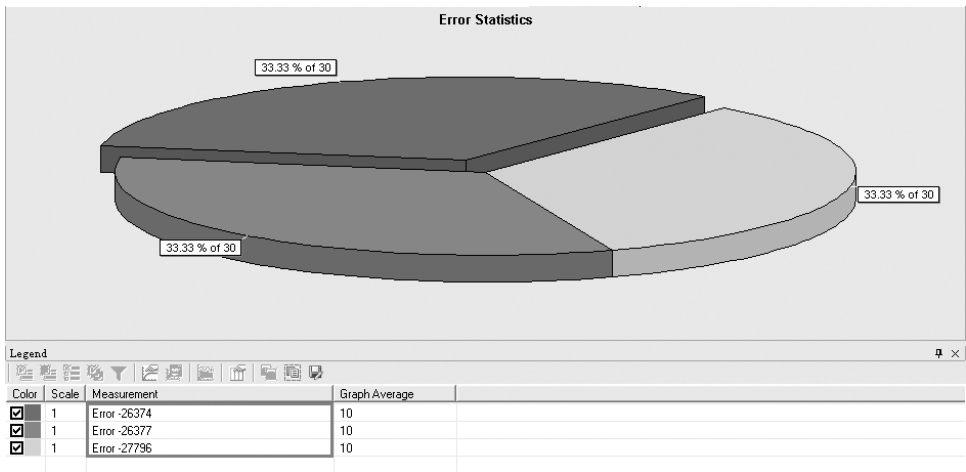 Error Statistics
33.33 % of 30
33.33 % of 30
33.33 % of 30
Legend
Color Scale Measurement Graph Average
1 Error -26374 10
1 Error -26377 10
1 Error -27796 10